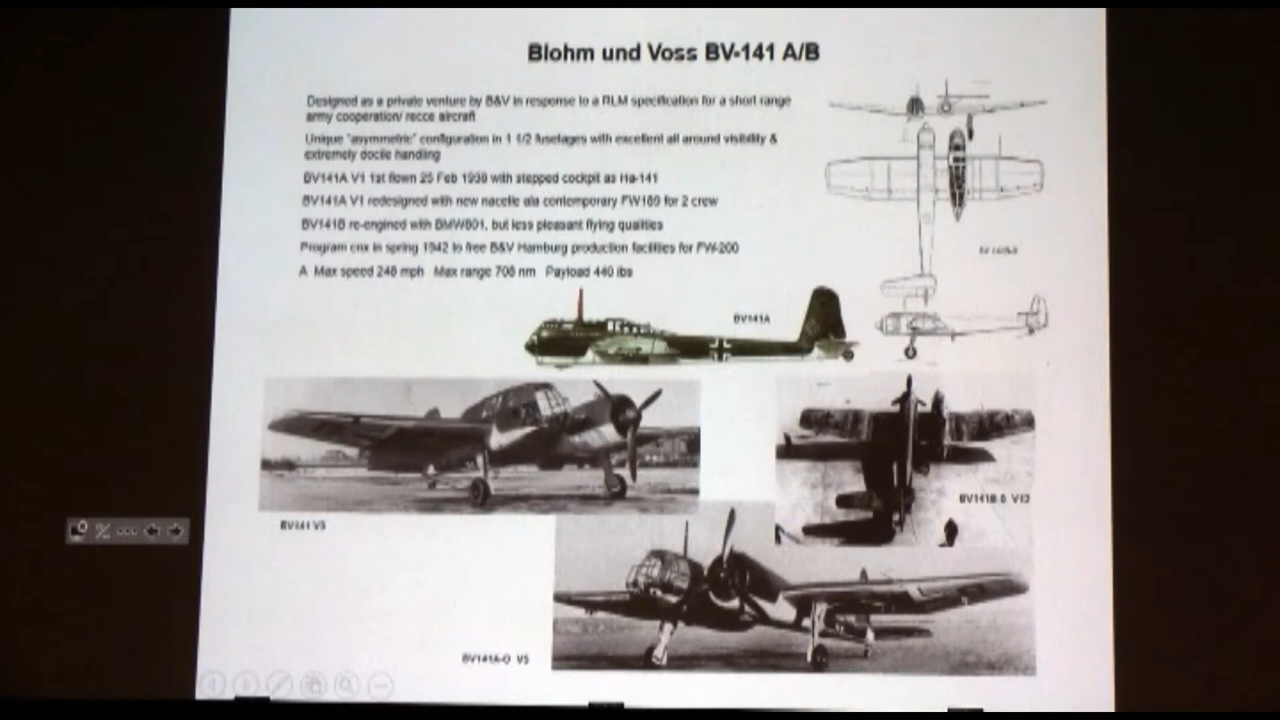 Blohm und Voss BV-141 A/B
Designed as a private venture by B&V in response to a RLM specification for a short range
army cooperation/ recce aircraft
Unique "asymmetric" configuration in 1 1/2 fuselages with excellent all around visibility &
extremely docile handling
BV141A V1 1st flown 25 Feb 1938 with stepped cockpit as Ha-141
BV141A V1 redesigned with new nacelle ala contemporary FW189 for 2 crew
BV141B re-engined with BMW801, but less pleasant flying qualities
Program cnx in spring 1942 to free B&V Hamburg production facilities for FW-200
A Max speed 248 mph Max range 708 nm Payload 440 lbs
BV141A
BV141 V3
BV141B-0 V13
BV141A-O V5